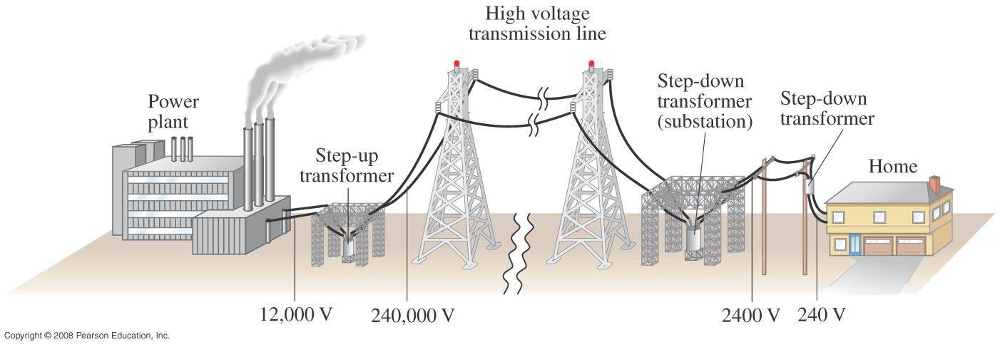 High voltage
transmission line
Power
plant
Step-up
transformer
Step-down
transformer
(substation)
Step-down
transformer
Home
12,000 V
240,000 V
2400 V
240 V
Copyright © 2008 Pearson Education, Inc.